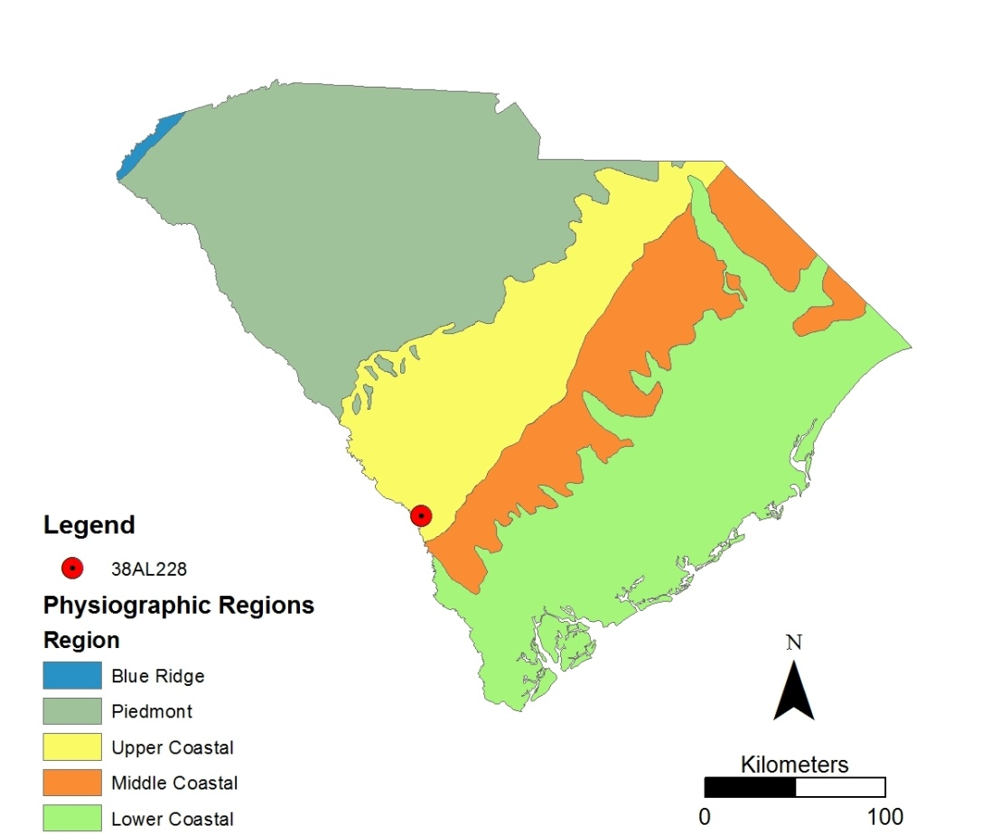 Legend
38AL228
Physiographic Regions
Region
Blue Ridge
Piedmont
Upper Coastal
Middle Coastal
Lower Coastal
N
Kilometers
0 100